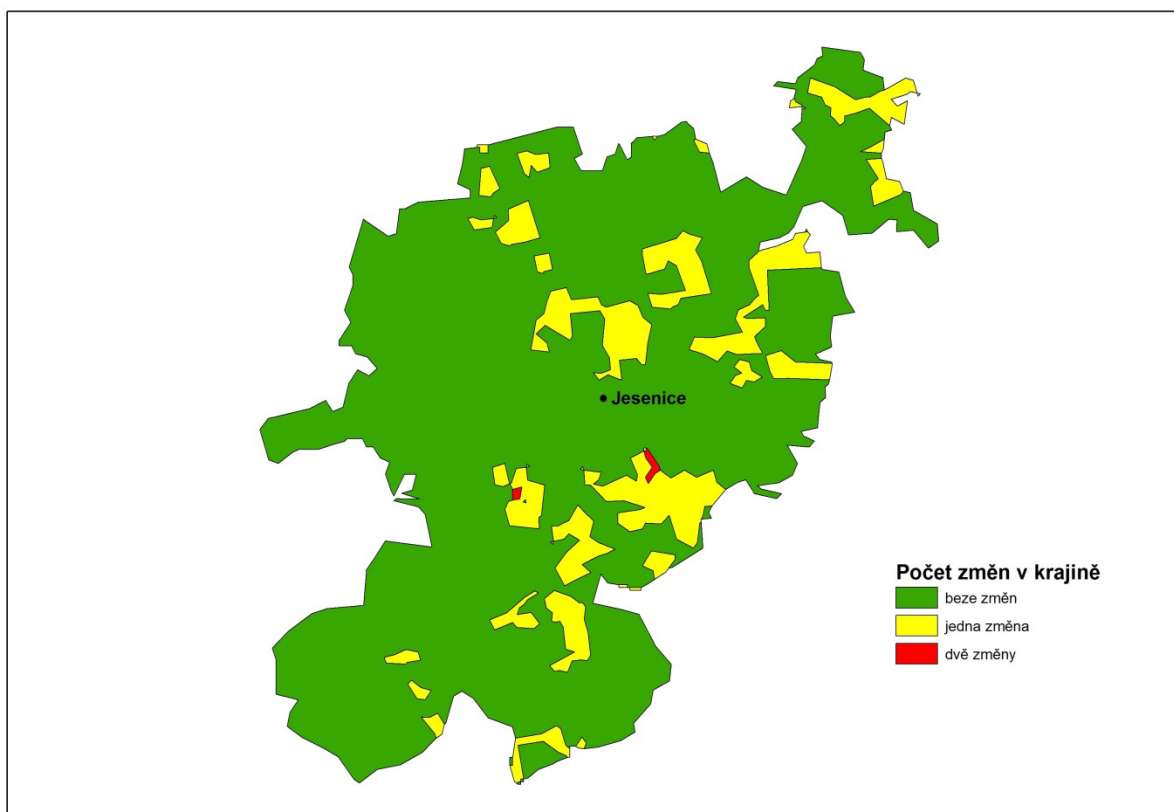 Jesenice
Počet změn v krajině
beze změn
jedna změna
dvě změny